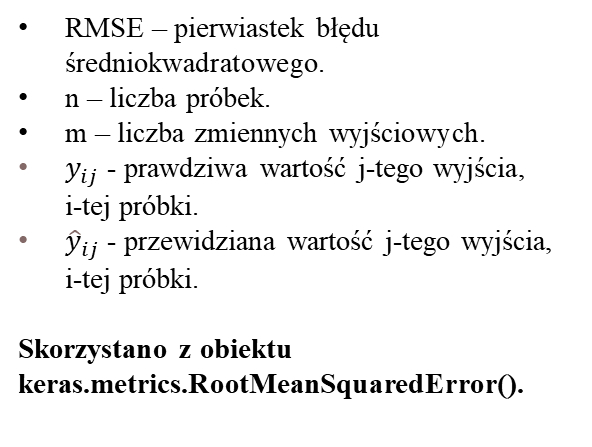 • RMSE – pierwiastek błędu
średniokwadratowego.
• n – liczba próbek.
• m – liczba zmiennych wyjściowych.
• $y_{ij}$ - prawdziwa wartość j-tego wyjścia,
i-tej próbki.
• $\hat{y}_{ij}$ - przewidziana wartość j-tego wyjścia,
i-tej próbki.
Skorzystano z obiektu
keras.metrics.RootMeanSquaredError().